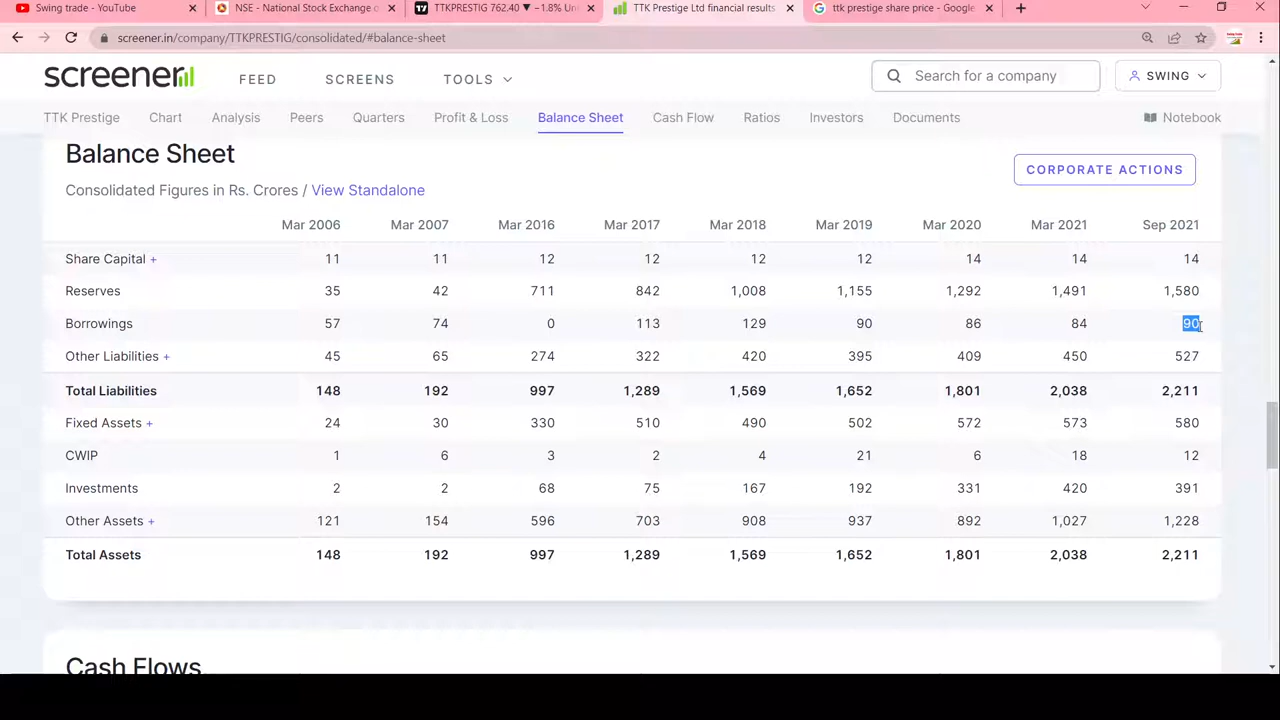 Swing trade - YouTube NSE - National Stock Exchange o TTKPRESTIG 762.40 ▼ −1.8% Un TTK Prestige Ltd financial results ttk prestige share price - Google
screener.in/company/TTKPRESTIG/consolidated/#balance-sheet
screener FEED SCREENS TOOLS Search for a company SWING
TTK Prestige Chart Analysis Peers Quarters Profit & Loss Balance Sheet Cash Flow Ratios Investors Documents Notebook
Balance Sheet
CORPORATE ACTIONS
Consolidated Figures in Rs. Crores / View Standalone
Mar 2006 Mar 2007 Mar 2016 Mar 2017 Mar 2018 Mar 2019 Mar 2020 Mar 2021 Sep 2021
Share Capital + 11 11 12 12 12 12 14 14 14
Reserves 35 42 711 842 1,008 1,155 1,292 1,491 1,580
Borrowings 57 74 0 113 129 90 86 84 90
Other Liabilities + 45 65 274 322 420 395 409 450 527
Total Liabilities 148 192 997 1,289 1,569 1,652 1,801 2,038 2,211
Fixed Assets + 24 30 330 510 490 502 572 573 580
CWIP 1 6 3 2 4 21 6 18 12
Investments 2 2 68 75 167 192 331 420 391
Other Assets + 121 154 596 703 908 937 892 1,027 1,228
Total Assets 148 192 997 1,289 1,569 1,652 1,801 2,038 2,211
Cash Flows